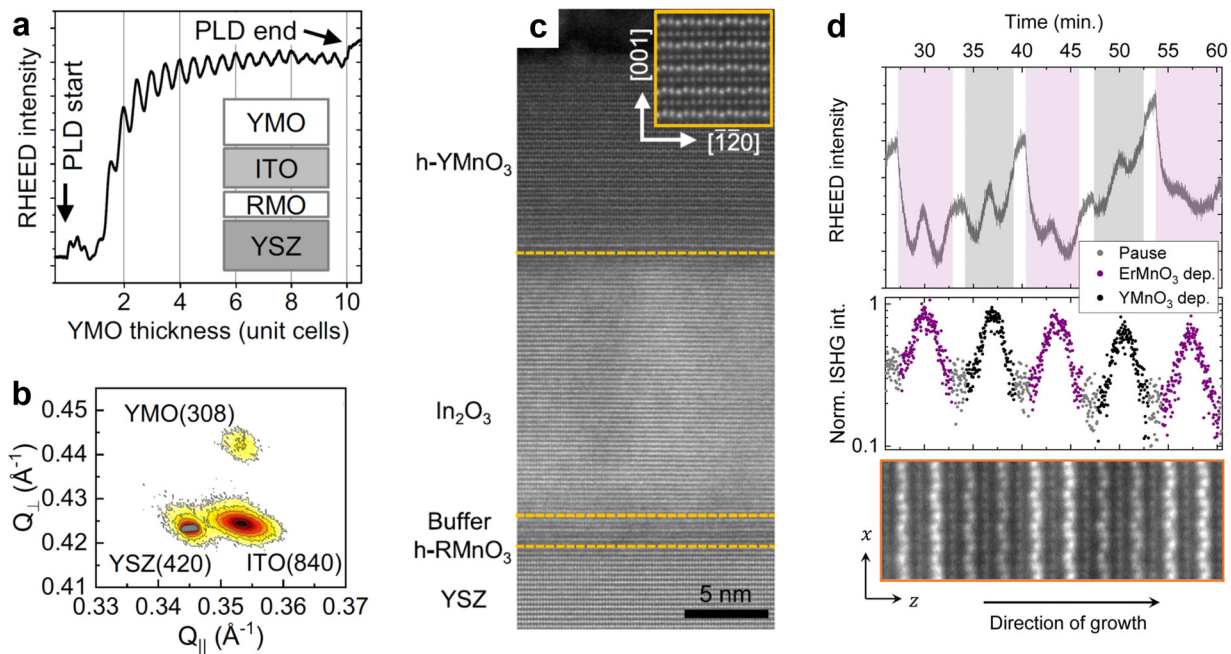 a
RHEED intensity
PLD start
PLD end
YMO
ITO
RMO
YSZ
2 4 6 8 10
YMO thickness (unit cells)
b
Q⊥ (Å⁻¹)
0.45
0.44
0.43
0.42
0.41
YMO(308)
YSZ(420)
ITO(840)
0.33 0.34 0.35 0.36 0.37
Q|| (Å⁻¹)
c
[001]
[1̄1̄20]
h-YMnO₃
In₂O₃
Buffer
h-RMnO₃
YSZ
5 nm
d
Time (min.)
30 35 40 45 50 55 60
RHEED intensity
Pause
ErMnO₃ dep.
YMnO₃ dep.
Norm. ISHG int.
1
0.1
x
z
Direction of growth